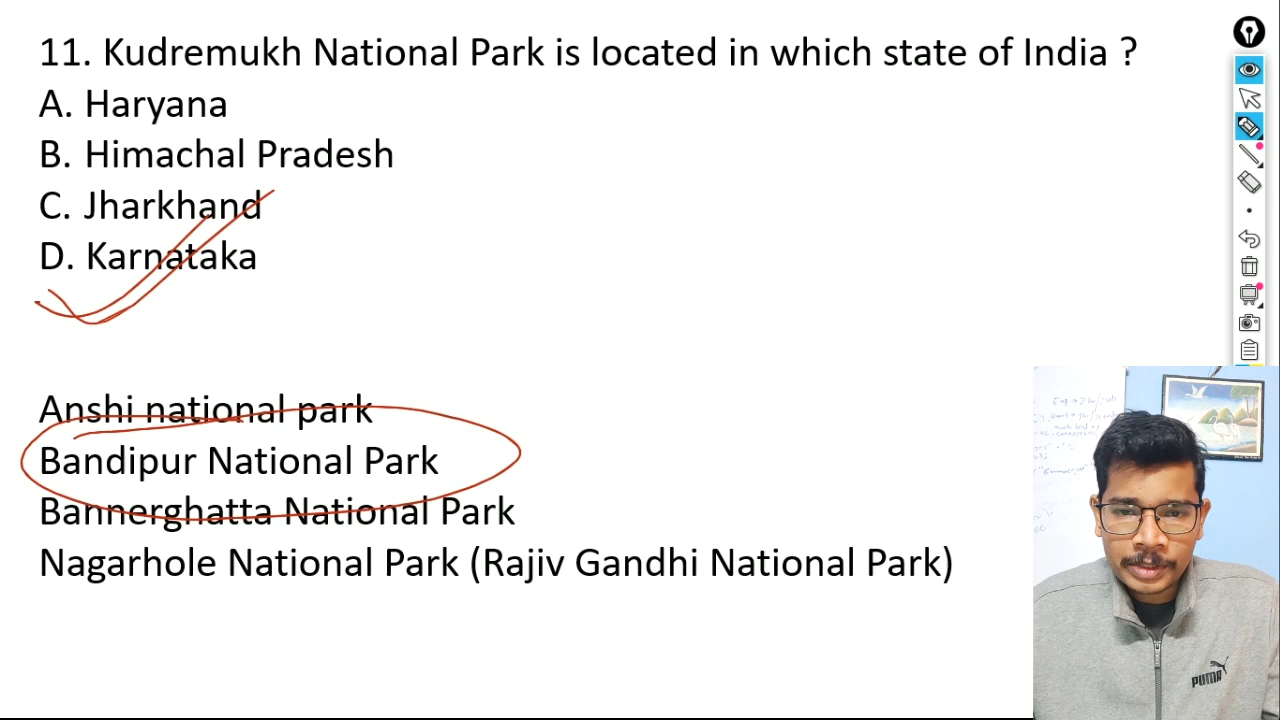 11. Kudremukh National Park is located in which state of India ?
A. Haryana
B. Himachal Pradesh
C. Jharkhand
D. Karnataka
Anshi national park
Bandipur National Park
Bannerghatta National Park
Nagarhole National Park (Rajiv Gandhi National Park)
PUMA